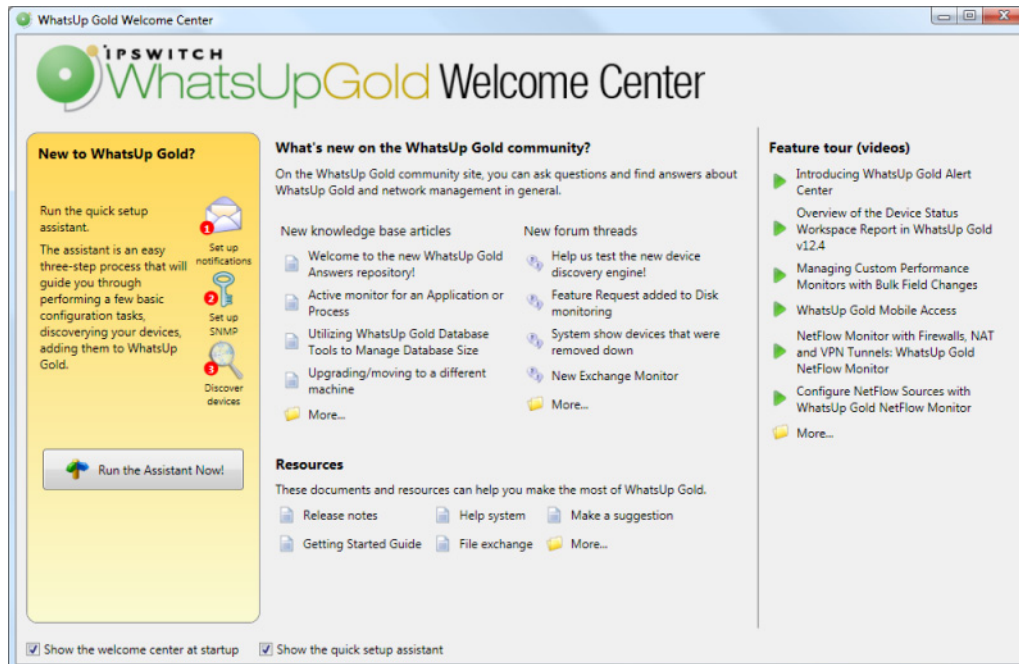 WhatsUp Gold Welcome Center
IPSWITCH
WhatsUpGold Welcome Center
New to WhatsUp Gold?
Run the quick setup
assistant.
The assistant is an easy
three-step process that will
guide you through
performing a few basic
configuration tasks,
discoverying your devices,
adding them to WhatsUp
Gold.
1
Set up
notifications
2
Set up
SNMP
3
Discover
devices
Run the Assistant Now!
What's new on the WhatsUp Gold community?
On the WhatsUp Gold community site, you can ask questions and find answers about
WhatsUp Gold and network management in general.
New knowledge base articles
Welcome to the new WhatsUp Gold
Answers repository!
Active monitor for an Application or
Process
Utilizing WhatsUp Gold Database
Tools to Manage Database Size
Upgrading/moving to a different
machine
More...
New forum threads
Help us test the new device
discovery engine!
Feature Request added to Disk
monitoring
System show devices that were
removed down
New Exchange Monitor
More...
Resources
These documents and resources can help you make the most of WhatsUp Gold.
Release notes
Help system
Make a suggestion
Getting Started Guide
File exchange
More...
Feature tour (videos)
Introducing WhatsUp Gold Alert
Center
Overview of the Device Status
Workspace Report in WhatsUp Gold
v12.4
Managing Custom Performance
Monitors with Bulk Field Changes
WhatsUp Gold Mobile Access
NetFlow Monitor with Firewalls, NAT
and VPN Tunnels: WhatsUp Gold
NetFlow Monitor
Configure NetFlow Sources with
WhatsUp Gold NetFlow Monitor
More...
Show the welcome center at startup
Show the quick setup assistant